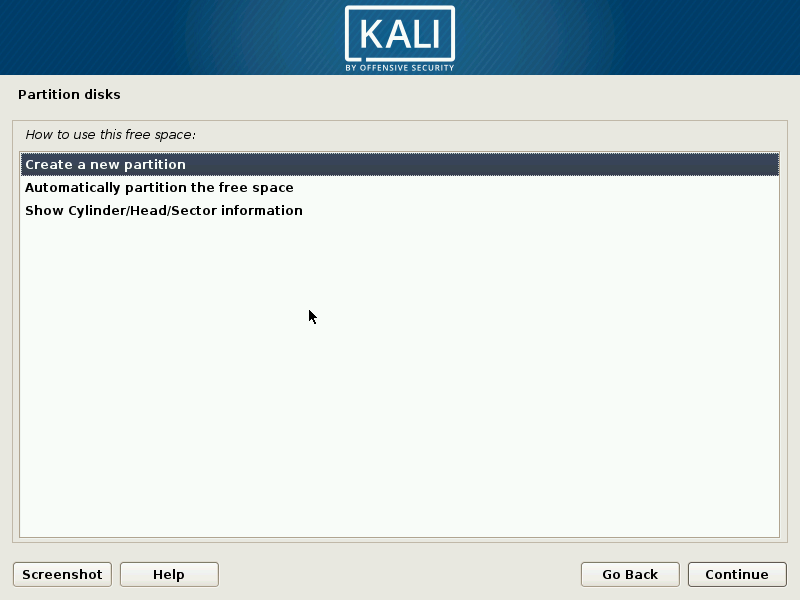 KALI
BY OFFENSIVE SECURITY
Partition disks
How to use this free space:
Create a new partition
Automatically partition the free space
Show Cylinder/Head/Sector information
Screenshot
Help
Go Back
Continue